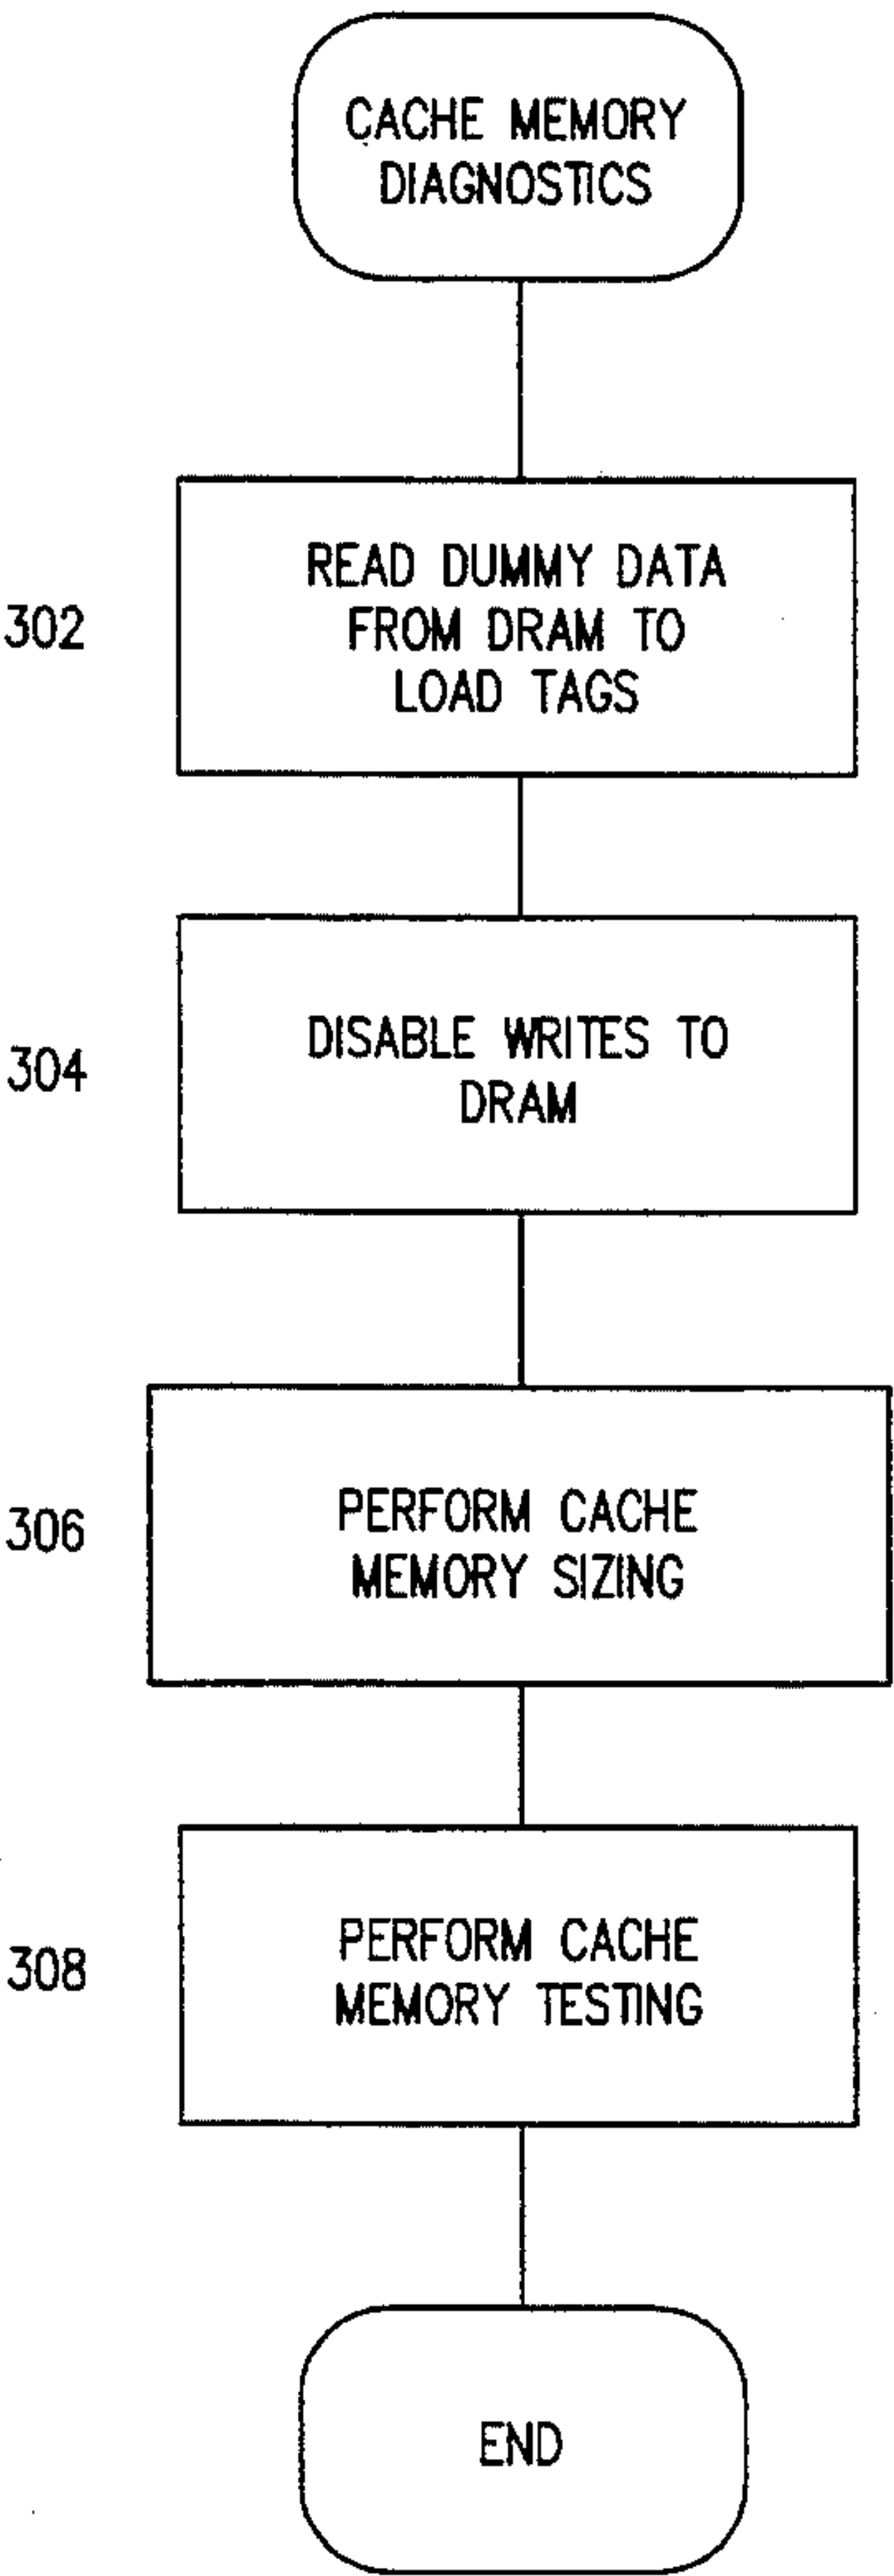 CACHE MEMORY
DIAGNOSTICS
302
READ DUMMY DATA
FROM DRAM TO
LOAD TAGS
304
DISABLE WRITES TO
DRAM
306
PERFORM CACHE
MEMORY SIZING
308
PERFORM CACHE
MEMORY TESTING
END